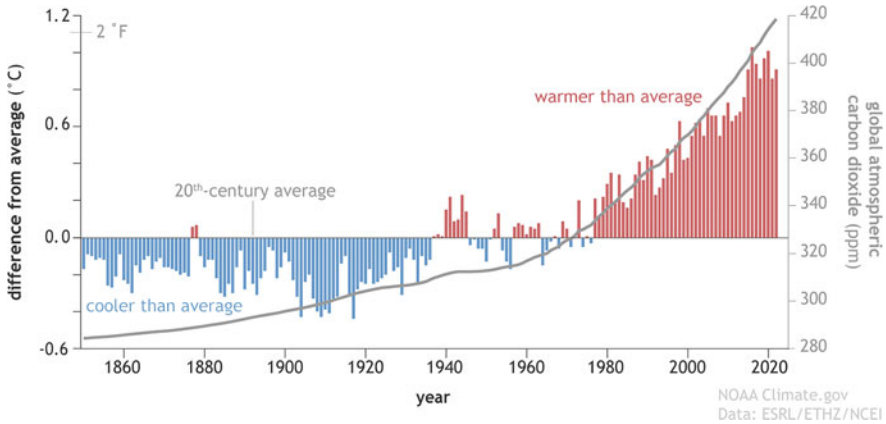 1.2
2 °F
0.6
0.0
-0.6
difference from average (°C)
20th-century average
cooler than average
warmer than average
420
400
380
360
340
320
300
280
global atmospheric
carbon dioxide (ppm)
1860 1880 1900 1920 1940 1960 1980 2000 2020
year
NOAA Climate.gov
Data: ESRL/ETHZ/NCEI